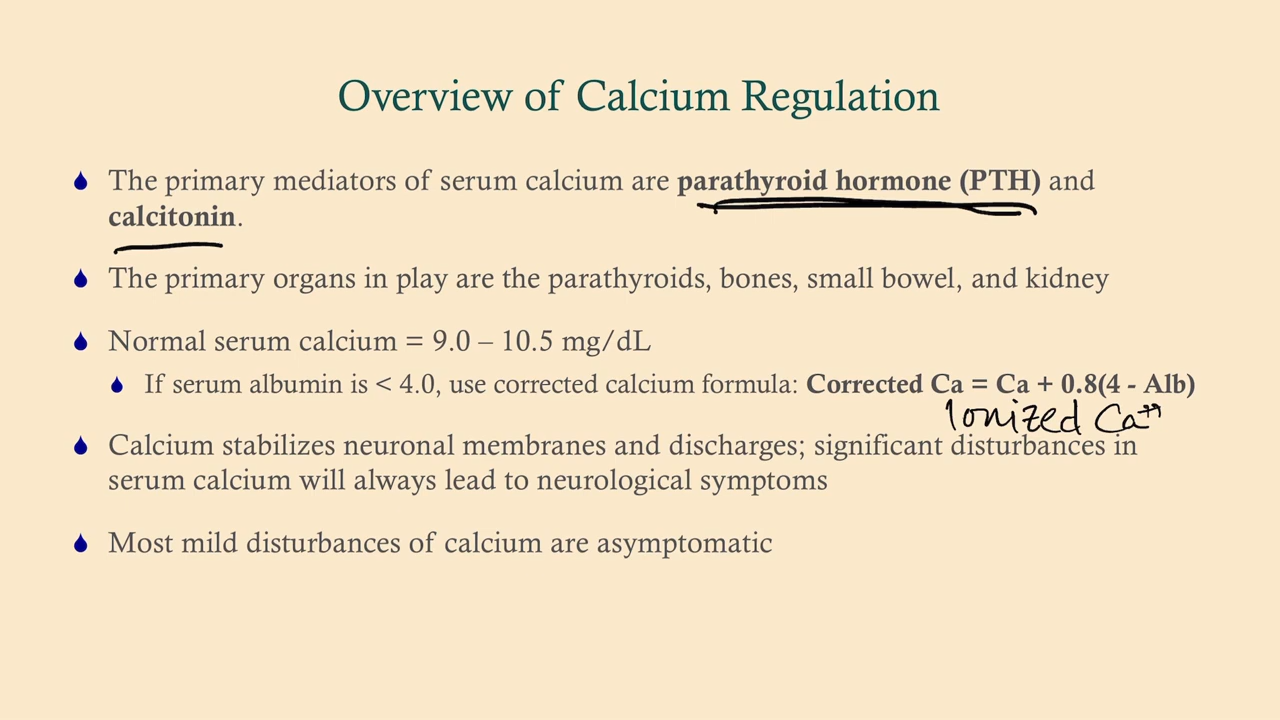 Overview of Calcium Regulation
The primary mediators of serum calcium are parathyroid hormone (PTH) and
calcitonin.
The primary organs in play are the parathyroids, bones, small bowel, and kidney
Normal serum calcium = 9.0 – 10.5 mg/dL
If serum albumin is < 4.0, use corrected calcium formula: Corrected Ca = Ca + 0.8(4 - Alb)
Ionized Ca++
Calcium stabilizes neuronal membranes and discharges; significant disturbances in
serum calcium will always lead to neurological symptoms
Most mild disturbances of calcium are asymptomatic